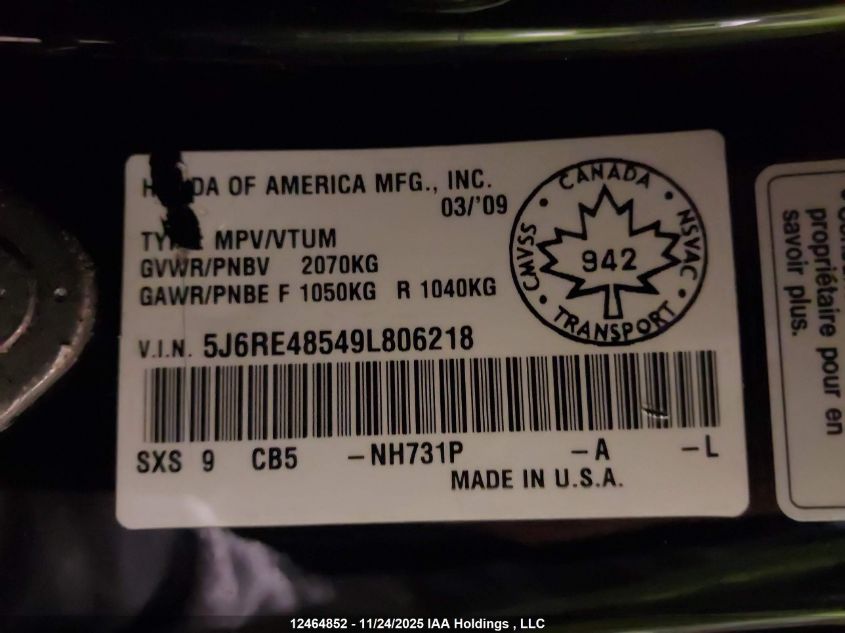 HONDA OF AMERICA MFG., INC.
03/'09
TYPE MPV/VTUM
GVWR/PNBV 2070KG
GAWR/PNBE F 1050KG R 1040KG
V.I.N. 5J6RE48549L806218
SXS 9 CB5 -NH731P -A -L
MADE IN U.S.A.
CANADA
CMVSS
NSVAC
942
TRANSPORT
propriétaire pour en
savoir plus.
12464852 - 11/24/2025 IAA Holdings , LLC